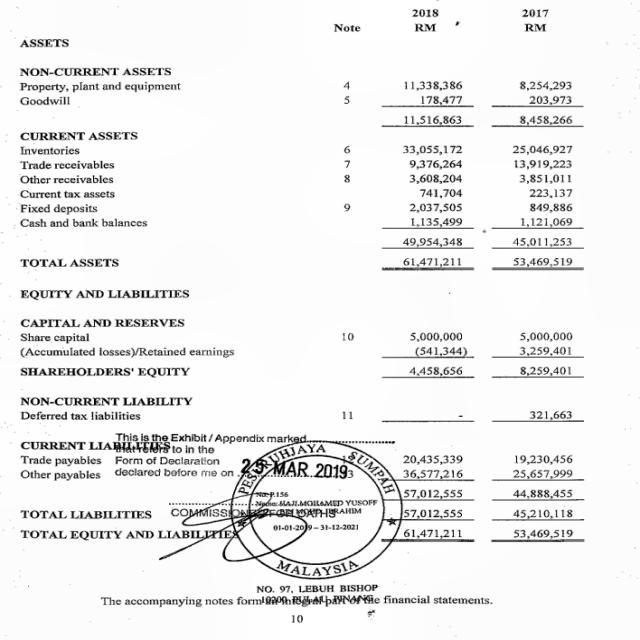 2018 2017
Note RM RM
ASSETS
NON-CURRENT ASSETS
Property, plant and equipment 4 11,338,386 8,254,293
Goodwill 5 178,477 203,973
11,516,863 8,458,266
CURRENT ASSETS
Inventories 6 33,055,172 25,046,927
Trade receivables 7 9,376,264 13,919,223
Other receivables 8 3,608,204 3,851,011
Current tax assets 741,704 223,137
Fixed deposits 9 2,037,505 849,886
Cash and bank balances 1,135,499 1,121,069
49,954,348 45,011,253
TOTAL ASSETS 61,471,211 53,469,519
EQUITY AND LIABILITIES
CAPITAL AND RESERVES
Share capital 10 5,000,000 5,000,000
(Accumulated losses)/Retained earnings (541,344) 3,259,401
SHAREHOLDERS' EQUITY 4,458,656 8,259,401
NON-CURRENT LIABILITY
Deferred tax liabilities 11 - 321,663
This is the Exhibit / Appendix marked
CURRENT LIABILITIES that refers to in the
Trade payables Form of Declaration 20,435,339 19,230,456
Other payables declared before me on 25 MAR 2019 36,577,216 25,657,999
PESURUHJAYA SUMPAH
No: P.156
57,012,555 44,888,455
Nama: HAJI MOHAMED YUSOFF
TOTAL LIABILITIES COMMISSIONER FOR OATHS IBRAHIM 57,012,555 45,210,118
01-01-2019 – 31-12-2021
TOTAL EQUITY AND LIABILITIES 61,471,211 53,469,519
MALAYSIA
NO. 97, LEBUH BISHOP
10200 PULAU PINANG
The accompanying notes form an integral part of the financial statements.
10